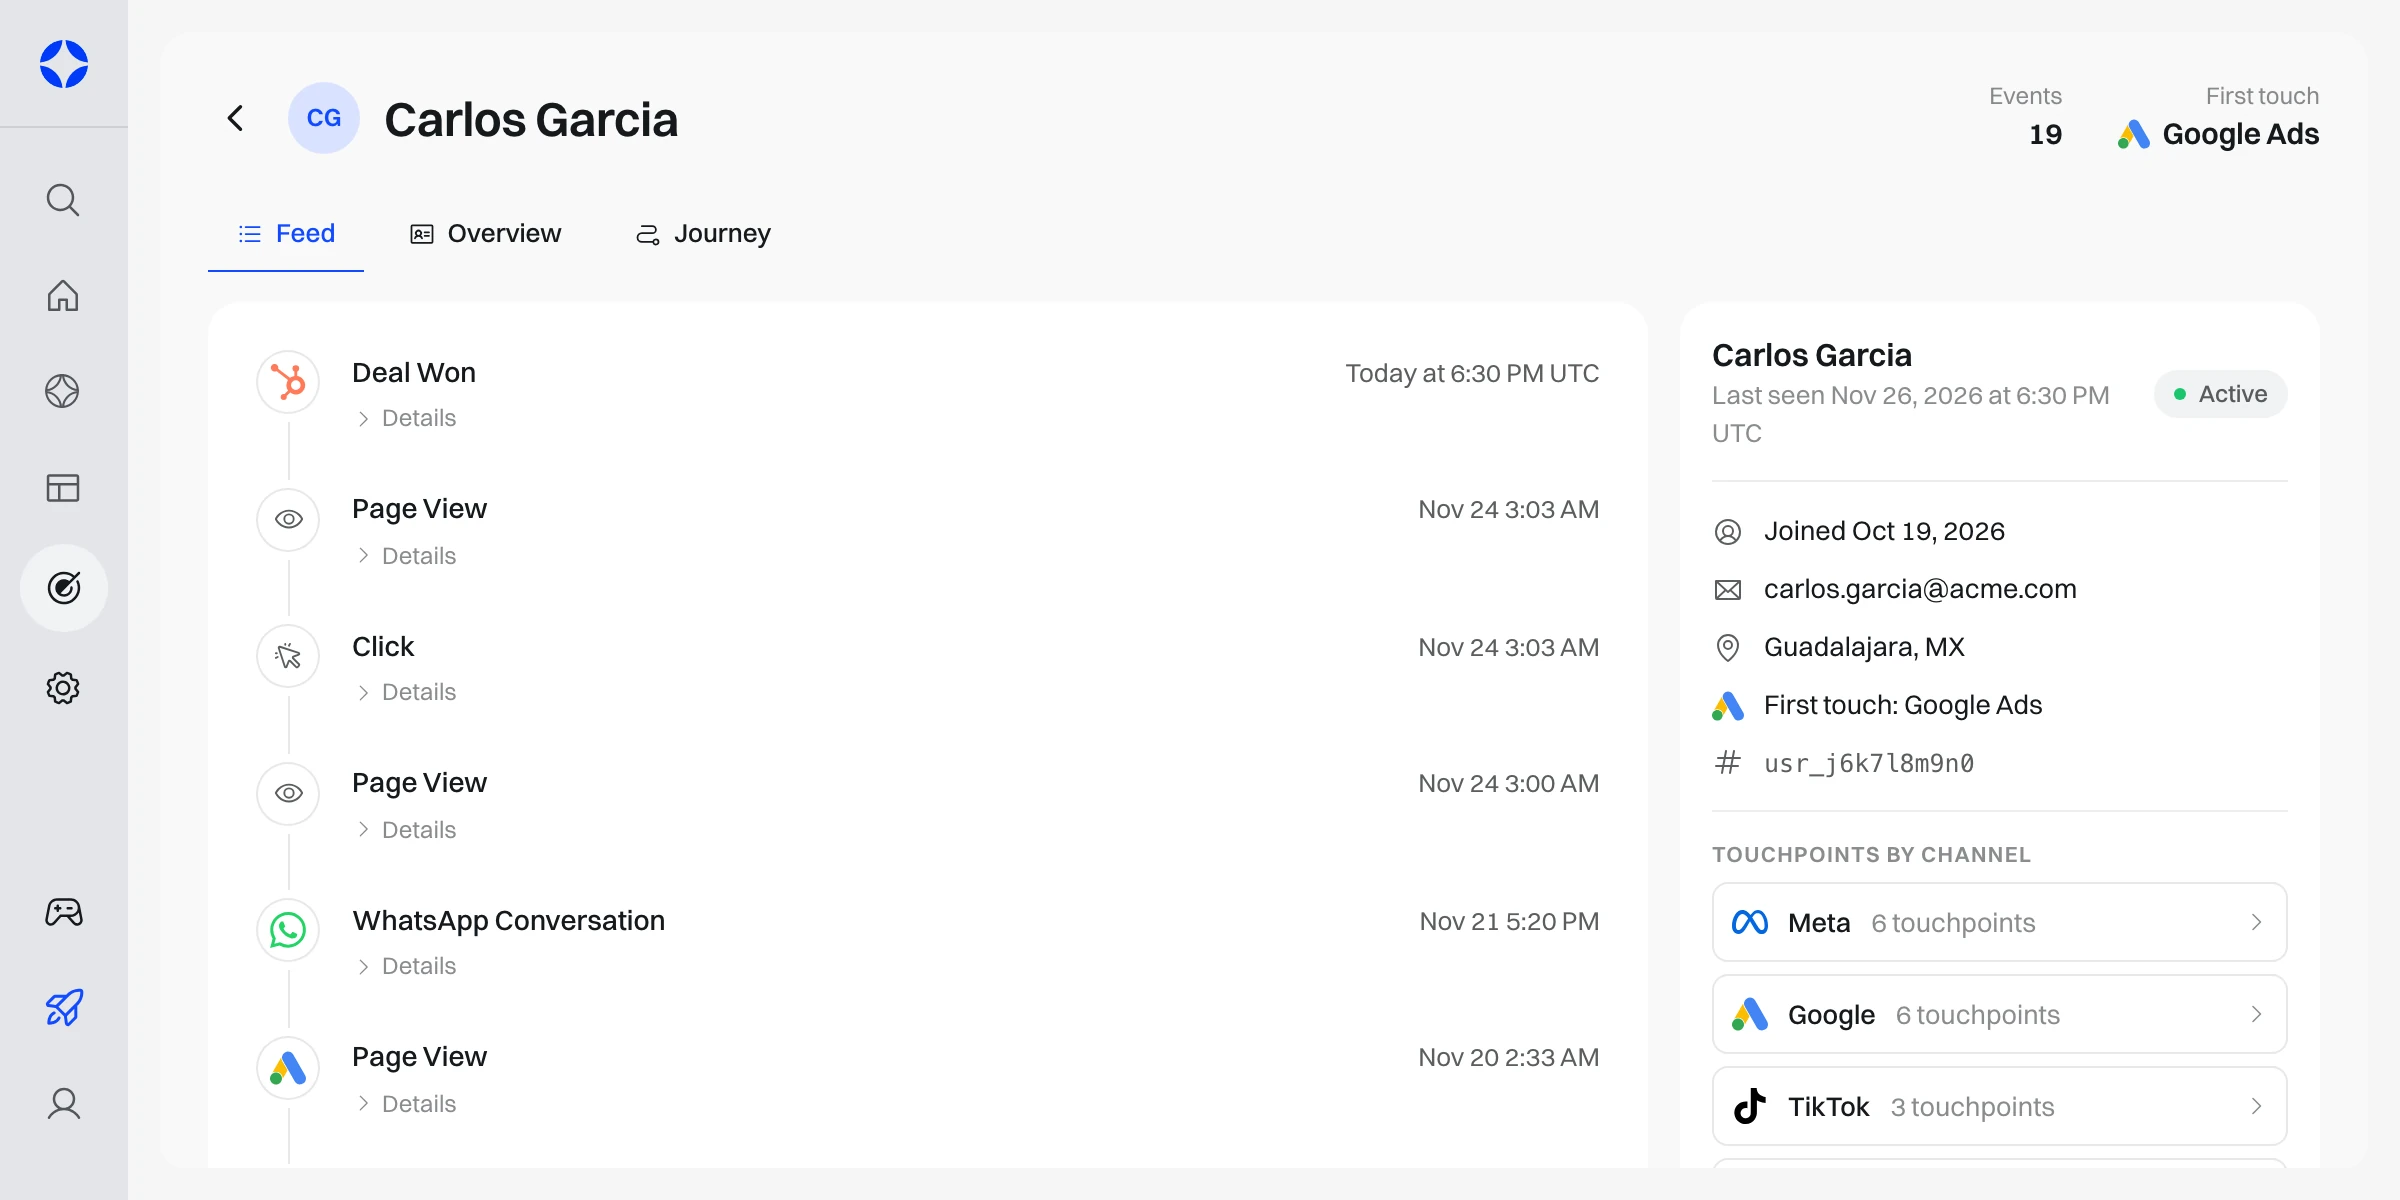 CG
Carlos Garcia
Events
19
First touch
Google Ads
Feed
Overview
Journey
Deal Won
Today at 6:30 PM UTC
Details
Page View
Nov 24 3:03 AM
Details
Click
Nov 24 3:03 AM
Details
Page View
Nov 24 3:00 AM
Details
WhatsApp Conversation
Nov 21 5:20 PM
Details
Page View
Nov 20 2:33 AM
Details
Carlos Garcia
Last seen Nov 26, 2026 at 6:30 PM
UTC
Active
Joined Oct 19, 2026
carlos.garcia@acme.com
Guadalajara, MX
First touch: Google Ads
usr_j6k7l8m9n0
TOUCHPOINTS BY CHANNEL
Meta 6 touchpoints
Google 6 touchpoints
TikTok 3 touchpoints